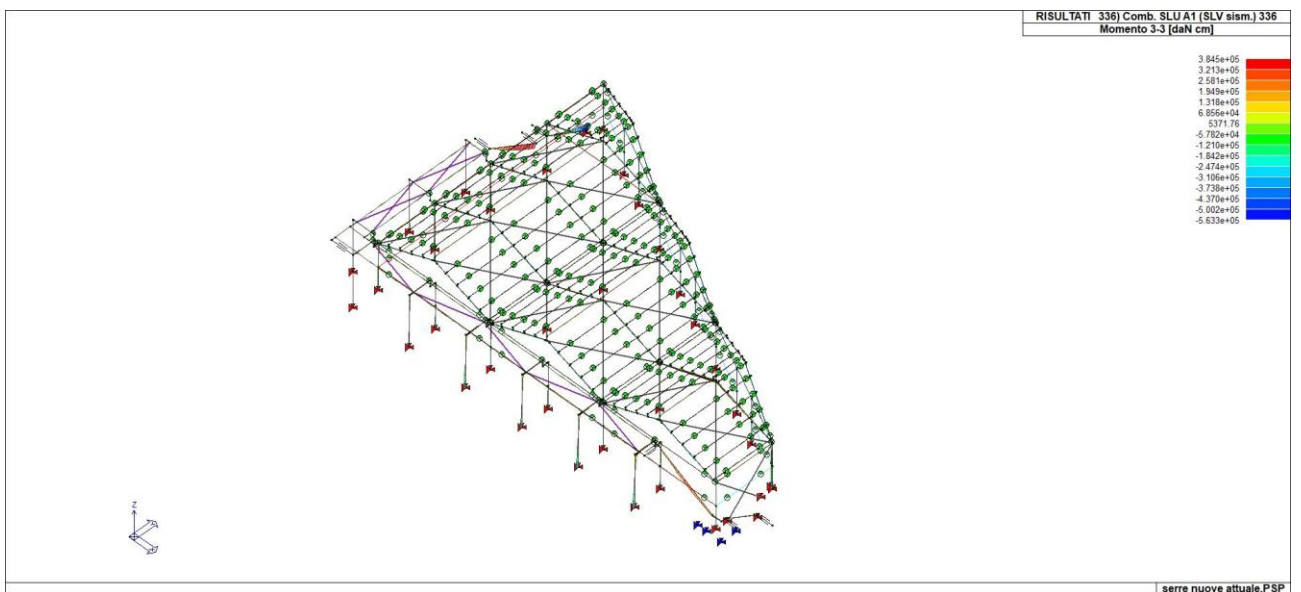 RISULTATI 336) Comb. SLU A1 (SLV sism.) 336
Momento 3-3 [daN cm]
3.845e+05
3.213e+05
2.581e+05
1.949e+05
1.318e+05
6.856e+04
5371.76
-5.782e+04
-1.210e+05
-1.842e+05
-2.474e+05
-3.106e+05
-3.738e+05
-4.370e+05
-5.002e+05
-5.633e+05
Z
serre nuove attuale.PSP